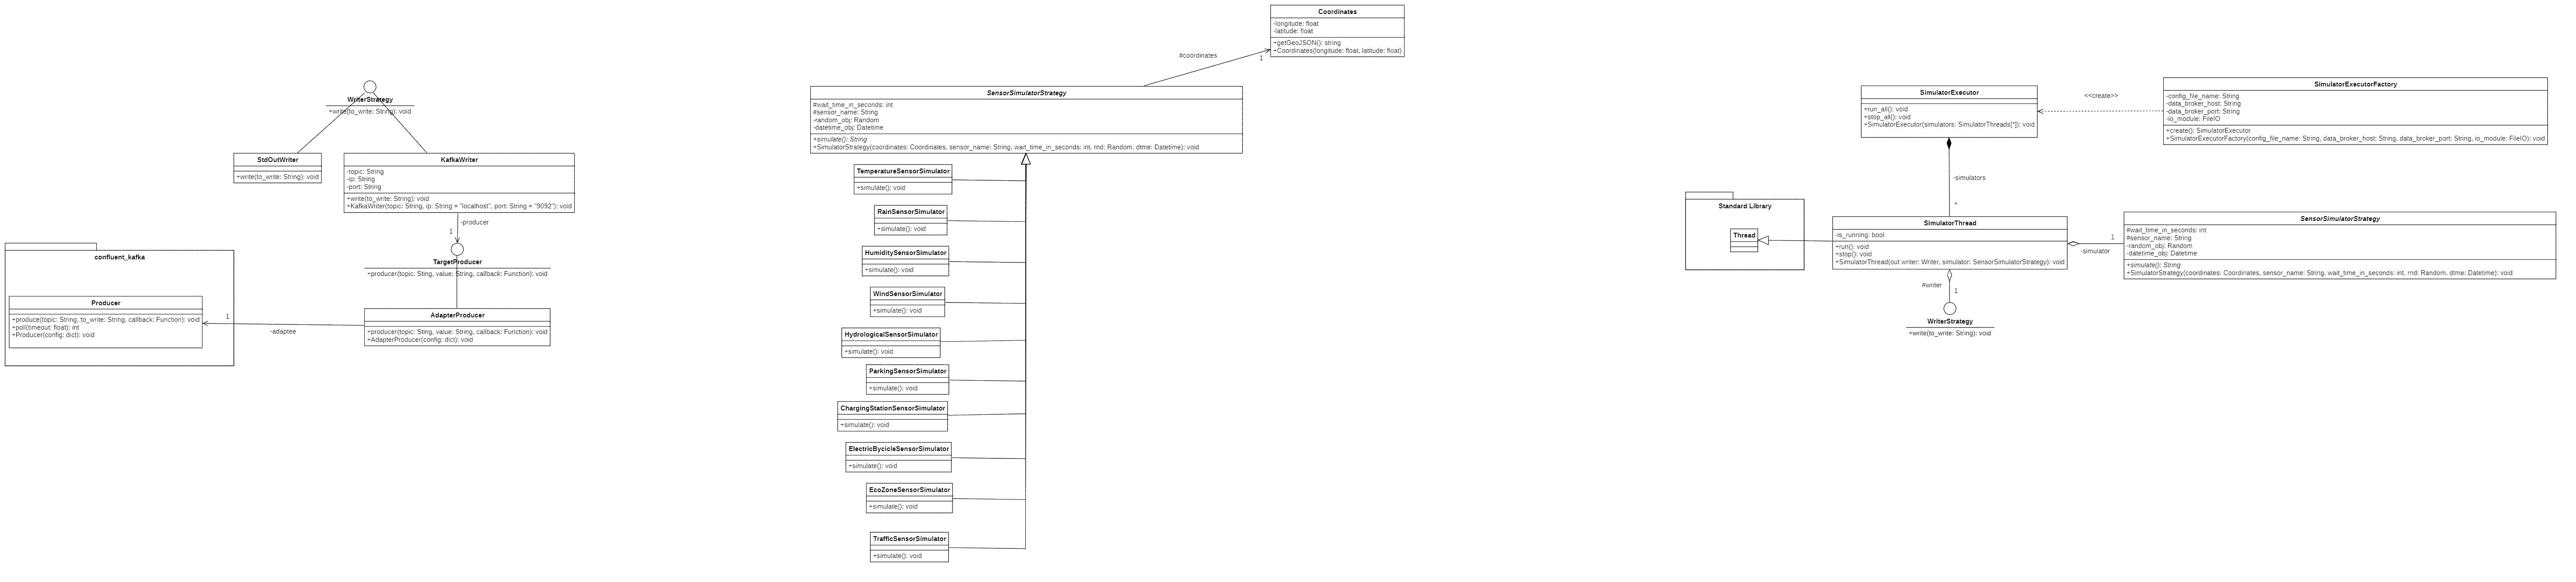 WriterStrategy
+write(to_write: String): void
StdOutWriter
+write(to_write: String): void
KafkaWriter
-topic: String
-ip: String
-port: String
+write(to_write: String): void
+KafkaWriter(topic: String, ip: String = "localhost", port: String = "9092"): void
-producer
1
TargetProducer
+producer(topic: Sting, value: String, callback: Function): void
confluent_kafka
Producer
+produce(topic: String, to_write: String, callback: Function): void
+poll(timeout: float): int
+Producer(config: dict): void
1
-adaptee
AdapterProducer
+producer(topic: Sting, value: String, callback: Function): void
+AdapterProducer(config: dict): void
Coordinates
-longitude: float
-latitude: float
+getGeoJSON(): string
+Coordinates(longitude: float, latitude: float)
#coordinates
1
SensorSimulatorStrategy
#wait_time_in_seconds: int
#sensor_name: String
-random_obj: Random
-datetime_obj: Datetime
+simulate(): String
+SimulatorStrategy(coordinates: Coordinates, sensor_name: String, wait_time_in_seconds: int, rnd: Random, dtme: Datetime): void
TemperatureSensorSimulator
+simulate(): void
RainSensorSimulator
+simulate(): void
HumiditySensorSimulator
+simulate(): void
WindSensorSimulator
+simulate(): void
HydrologicalSensorSimulator
+simulate(): void
ParkingSensorSimulator
+simulate(): void
ChargingStationSensorSimulator
+simulate(): void
ElectricBycicleSensorSimulator
+simulate(): void
EcoZoneSensorSimulator
+simulate(): void
TrafficSensorSimulator
+simulate(): void
SimulatorExecutor
+run_all(): void
+stop_all(): void
+SimulatorExecutor(simulators: SimulatorThreads[*]): void
<<create>>
SimulatorExecutorFactory
-config_file_name: String
-data_broker_host: String
-data_broker_port: String
-io_module: FileIO
+create(): SimulatorExecutor
+SimulatorExecutorFactory(config_file_name: String, data_broker_host: String, data_broker_port: String, io_module: FileIO): void
-simulators
*
Standard Library
Thread
SimulatorThread
-is_running: bool
+run(): void
+stop(): void
+SimulatorThread(out writer: Writer, simulator: SensorSimulatorStrategy): void
1
-simulator
SensorSimulatorStrategy
#wait_time_in_seconds: int
#sensor_name: String
-random_obj: Random
-datetime_obj: Datetime
+simulate(): String
+SimulatorStrategy(coordinates: Coordinates, sensor_name: String, wait_time_in_seconds: int, rnd: Random, dtme: Datetime): void
#writer
1
WriterStrategy
+write(to_write: String): void